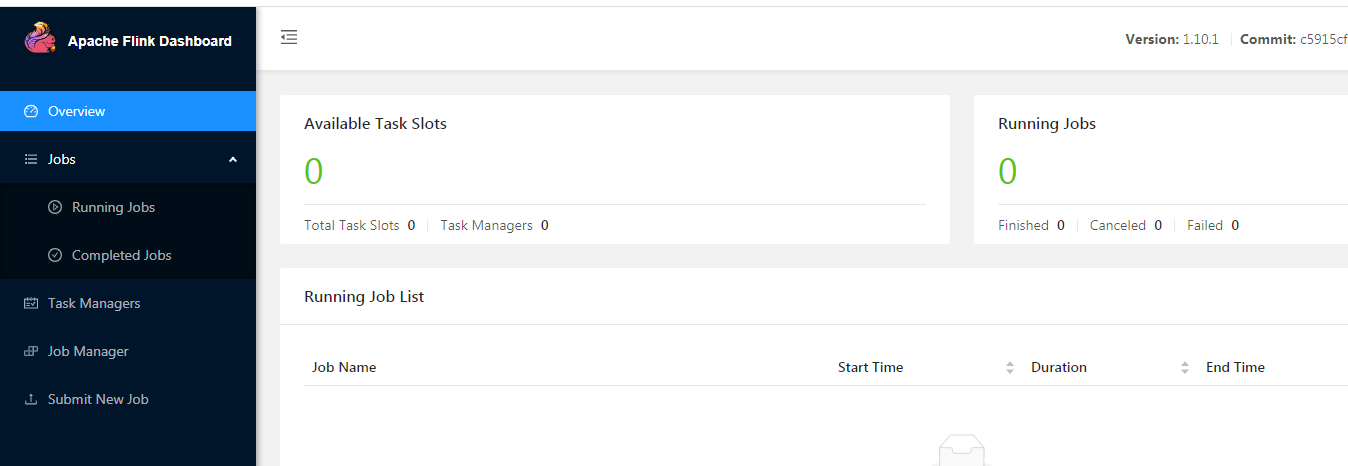 Apache Flink Dashboard
Version: 1.10.1 Commit: c5915cf
Overview
Jobs
Running Jobs
Completed Jobs
Task Managers
Job Manager
Submit New Job
Available Task Slots
0
Total Task Slots 0 Task Managers 0
Running Jobs
0
Finished 0 Canceled 0 Failed 0
Running Job List
Job Name Start Time Duration End Time